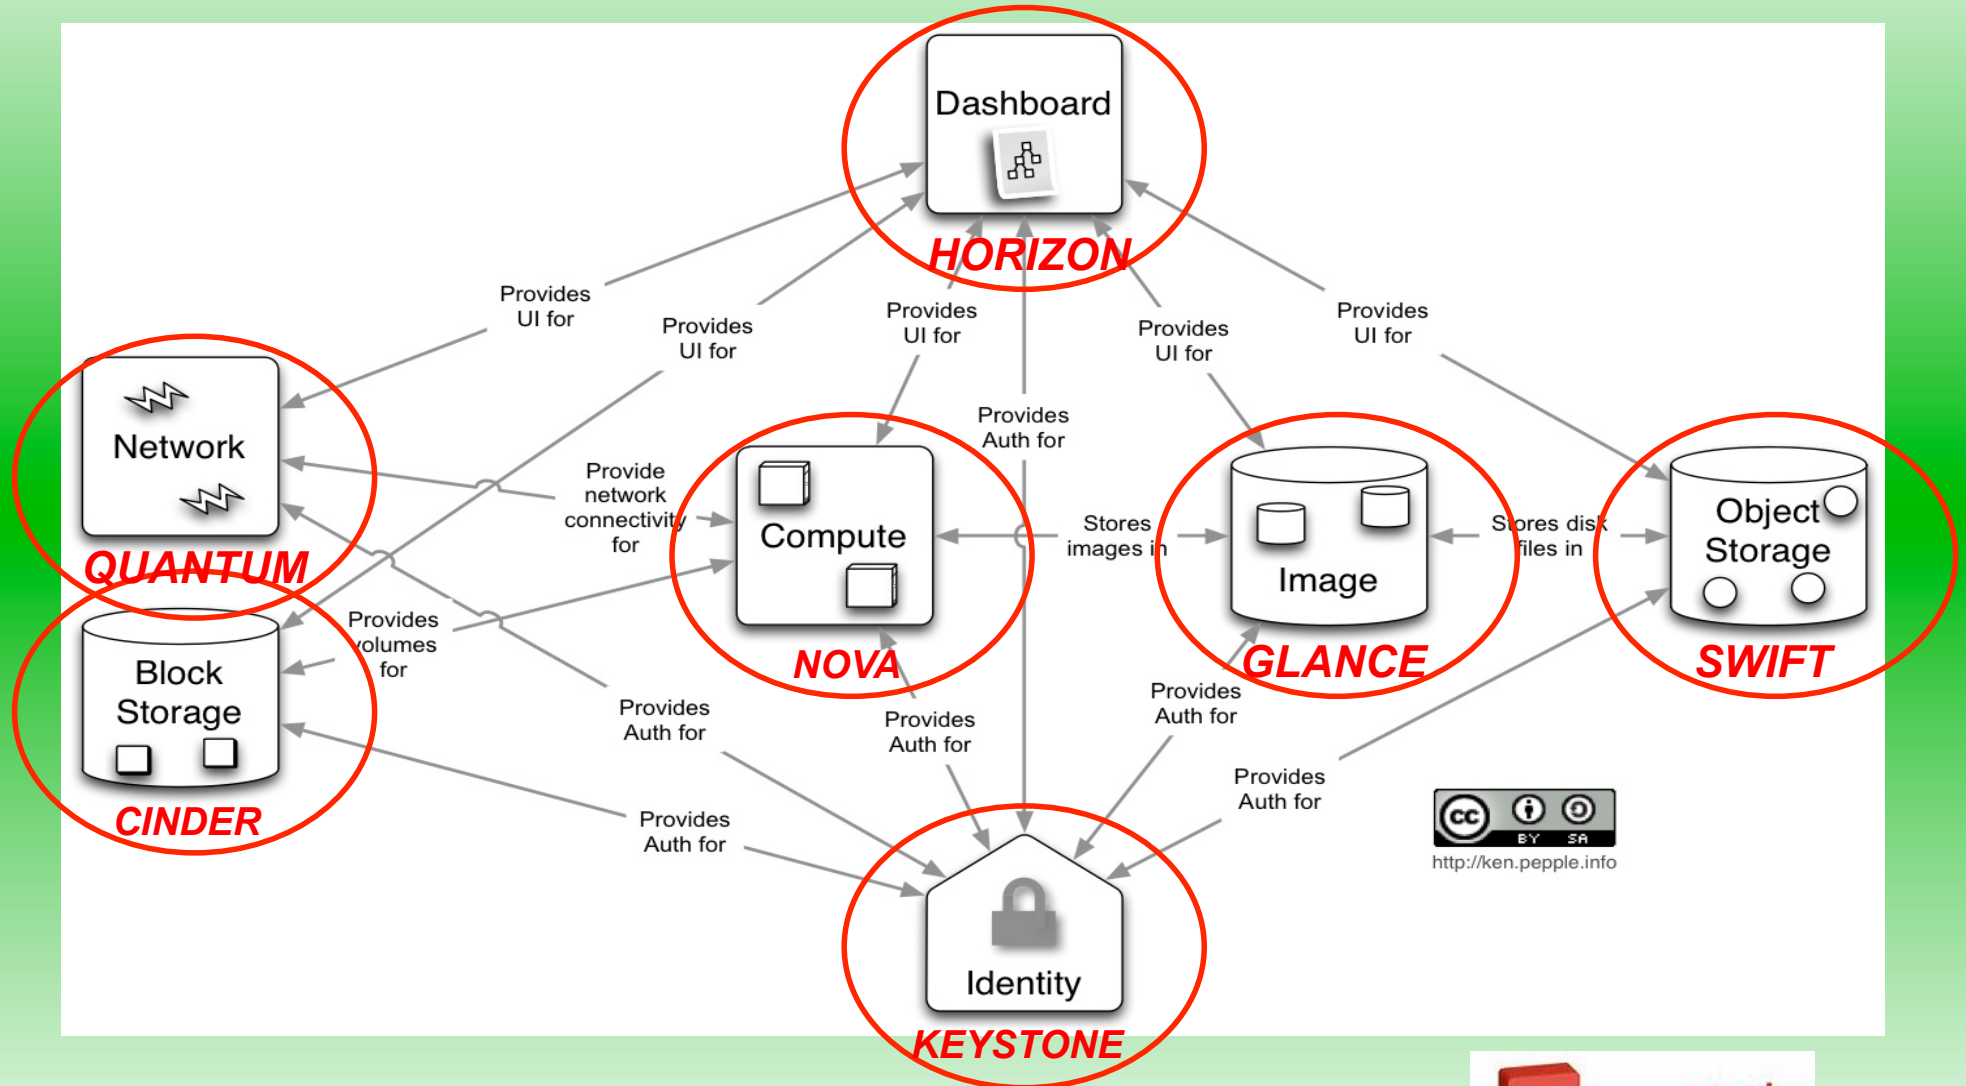 Dashboard
HORIZON
Provides
UI for
Provides
UI for
Provides
UI for
Provides
UI for
Provides
UI for
Network
QUANTUM
Provide
network
connectivity
for
Provides
Auth for
Compute
NOVA
Stores
images in
Image
GLANCE
Stores disk
files in
Object
Storage
SWIFT
Block
Storage
CINDER
Provides
volumes
for
Provides
Auth for
Provides
Auth for
Provides
Auth for
Provides
Auth for
Provides
Auth for
Identity
KEYSTONE
cc
BY SA
http://ken.pepple.info